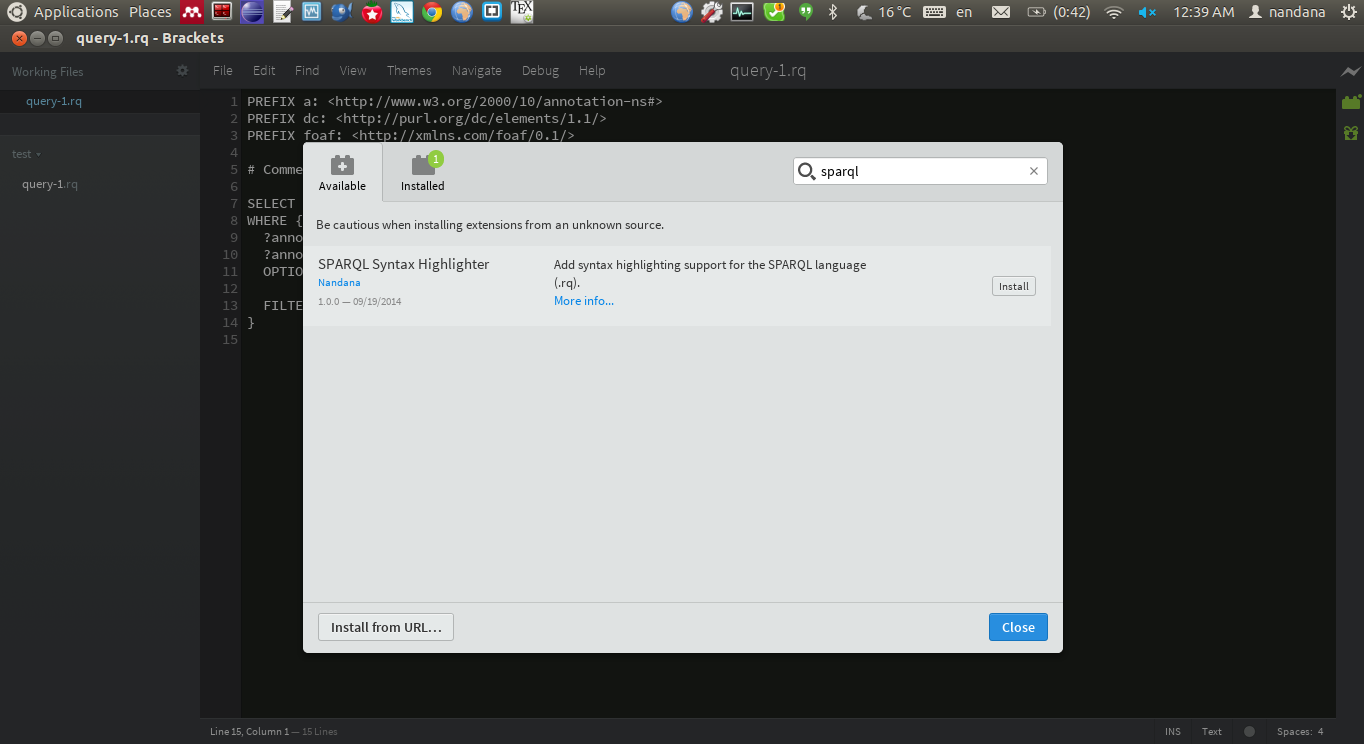 Applications Places
16 °C en (0:42) 12:39 AM nandana
query-1.rq - Brackets
Working Files
File Edit Find View Themes Navigate Debug Help
query-1.rq
query-1.rq
test
query-1.rq
1 PREFIX a: <http://www.w3.org/2000/10/annotation-ns#>
2 PREFIX dc: <http://purl.org/dc/elements/1.1/>
3 PREFIX foaf: <http://xmlns.com/foaf/0.1/>
4
5 # Comme
6
7 SELECT
8 WHERE {
9 ?anno
10 ?anno
11 OPTIO
12
13 FILTE
14 }
15
Available
1
Installed
sparql
Be cautious when installing extensions from an unknown source.
SPARQL Syntax Highlighter
Nandana
1.0.0 — 09/19/2014
Add syntax highlighting support for the SPARQL language
(.rq).
More info...
Install
Install from URL...
Close
Line 15, Column 1 — 15 Lines
INS Text Spaces: 4